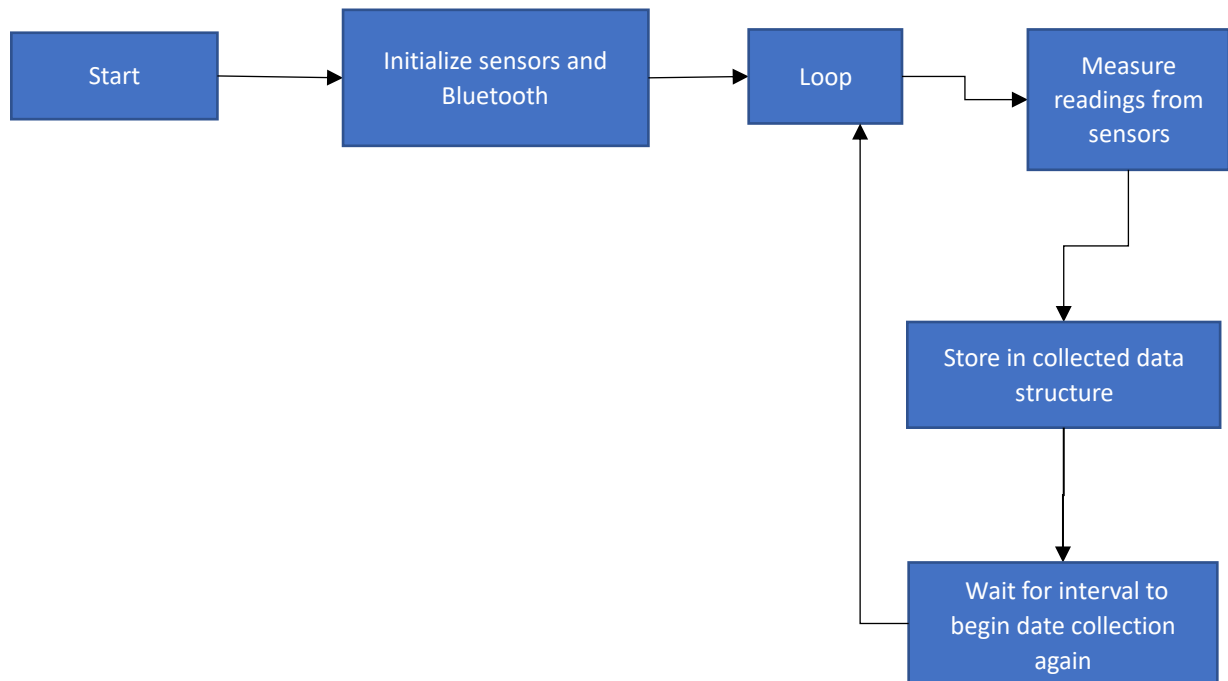 Start
Initialize sensors and
Bluetooth
Loop
Measure
readings from
sensors
Store in collected data
structure
Wait for interval to
begin date collection
again